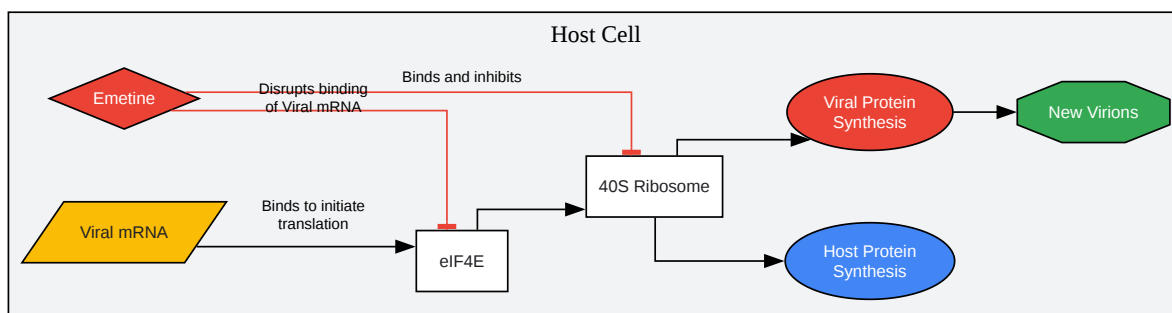 Host Cell
Emetine
Disrupts binding
of Viral mRNA
Binds and inhibits
Viral Protein
Synthesis
New Virions
40S Ribosome
Viral mRNA
Binds to initiate
translation
eIF4E
Host Protein
Synthesis